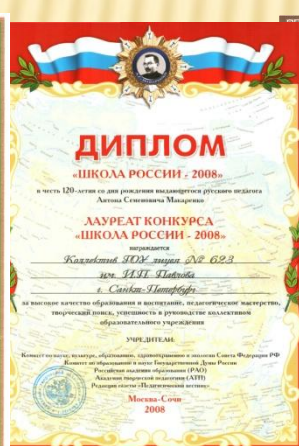 ДИПЛОМ
«ШКОЛА РОССИИ - 2008»
в честь 120-летия со дня рождения выдающегося русского педагога
Антона Семеновича Макаренко
ЛАУРЕАТ КОНКУРСА
«ШКОЛА РОССИИ - 2008»
награждается
Коллектив ГОУ лицея № 623
им. И.П. Павлова
г. Санкт-Петербург
за высокое качество образования и воспитание, педагогическое мастерство,
творческий поиск, успешность в руководстве коллективом
образовательного учреждения
УЧРЕДИТЕЛИ:
Комитет по науке, культуре, образованию, здравоохранению и экологии Совета Федерации РФ
Комитет по образованию и науке Государственной Думы России
Российская академия образования (РАО)
Академия творческой педагогики (АТП)
Редакция газеты «Педагогический вестник»
Москва-Сочи
2008